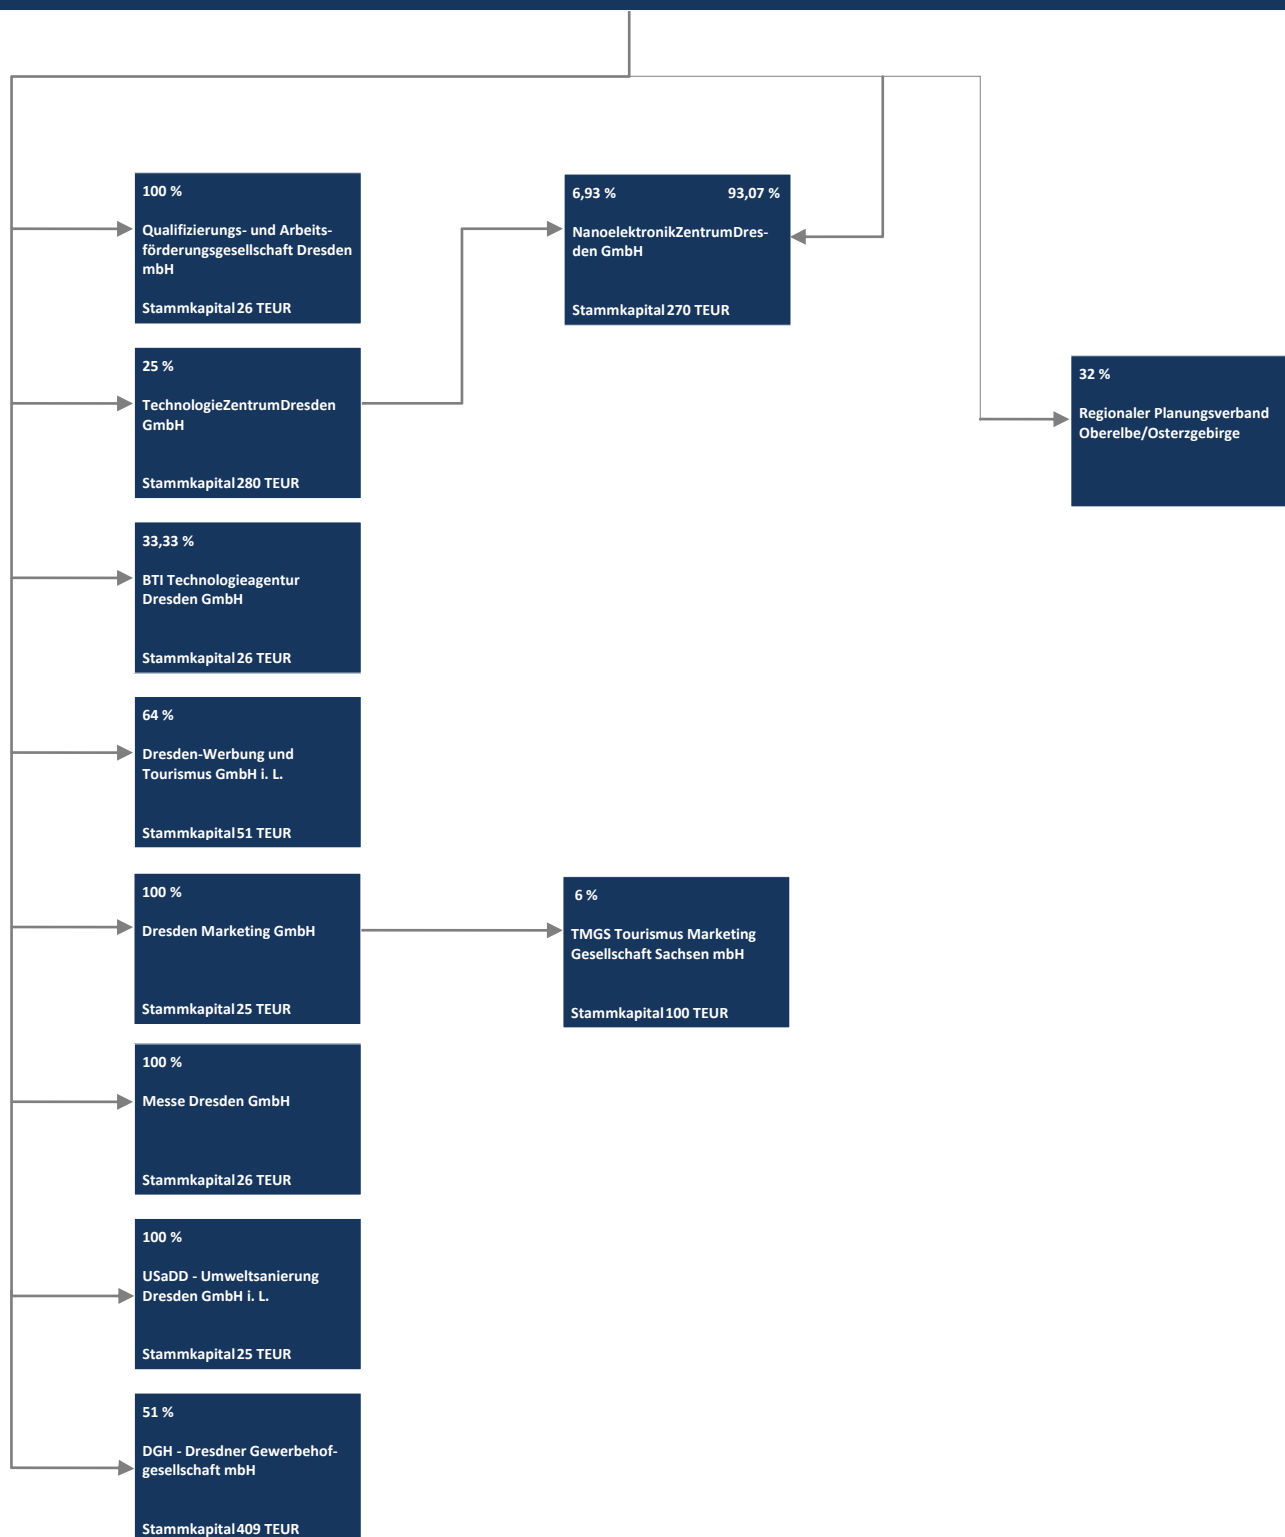 100 %
Qualifizierungs- und Arbeits-
förderungsgesellschaft Dresden
mbH
Stammkapital 26 TEUR
6,93 % 93,07 %
NanoelektronikZentrumDres-
den GmbH
Stammkapital 270 TEUR
25 %
TechnologieZentrumDresden
GmbH
Stammkapital 280 TEUR
32 %
Regionaler Planungsverband
Oberelbe/Osterzgebirge
33,33 %
BTI Technologieagentur
Dresden GmbH
Stammkapital 26 TEUR
64 %
Dresden-Werbung und
Tourismus GmbH i. L.
Stammkapital 51 TEUR
100 %
Dresden Marketing GmbH
Stammkapital 25 TEUR
6 %
TMGS Tourismus Marketing
Gesellschaft Sachsen mbH
Stammkapital 100 TEUR
100 %
Messe Dresden GmbH
Stammkapital 26 TEUR
100 %
USaDD - Umweltsanierung
Dresden GmbH i. L.
Stammkapital 25 TEUR
51 %
DGH - Dresdner Gewerbehof-
gesellschaft mbH
Stammkapital 409 TEUR